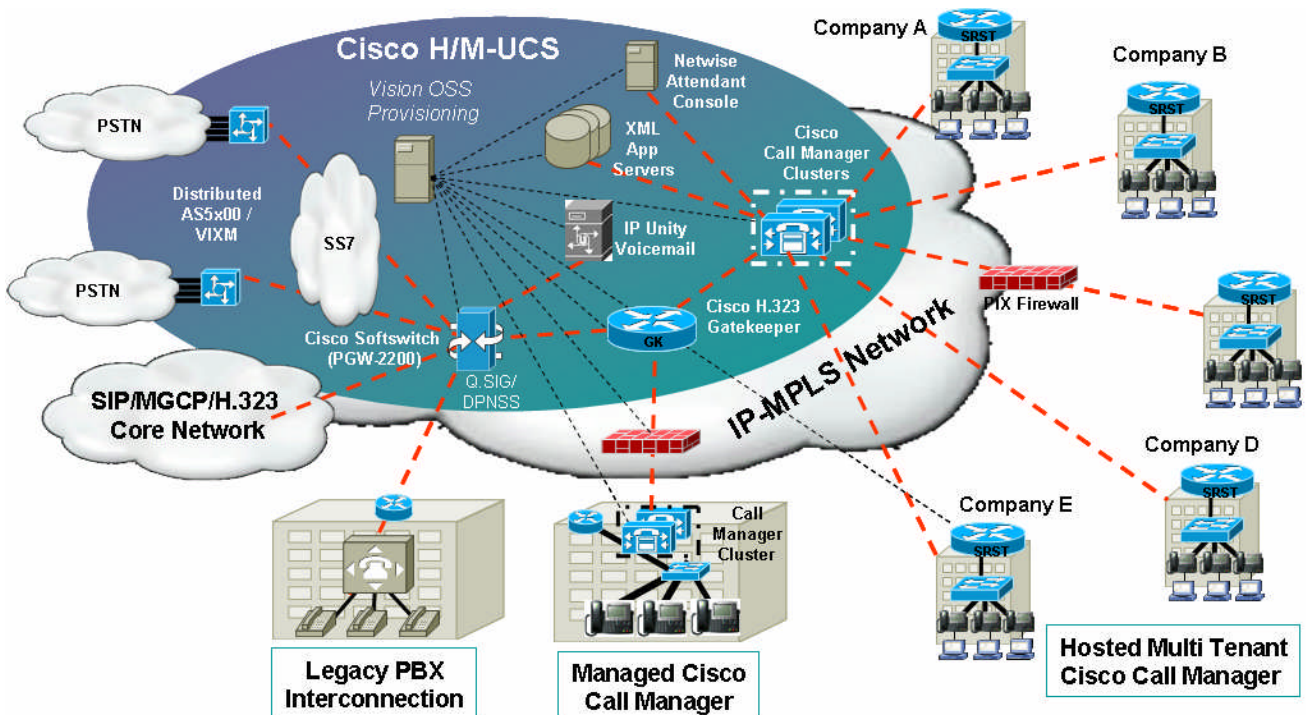 Cisco H/M-UCS
Company A
SRST
Company B
SRST
Netwise
Attendant
Console
Vision OSS
Provisioning
PSTN
XML
App
Servers
Cisco
Call Manager
Clusters
Distributed
AS5x00 /
VIXM
SS7
IP Unity
Voicemail
PSTN
PIX Firewall
SRST
Cisco H.323
Gatekeeper
GK
Cisco Softswitch
(PGW-2200)
Q.SIG/
DPNSS
IP-MPLS Network
SIP/MGCP/H.323
Core Network
Company D
SRST
Company E
SRST
Call
Manager
Cluster
Legacy PBX
Interconnection
Managed Cisco
Call Manager
Hosted Multi Tenant
Cisco Call Manager